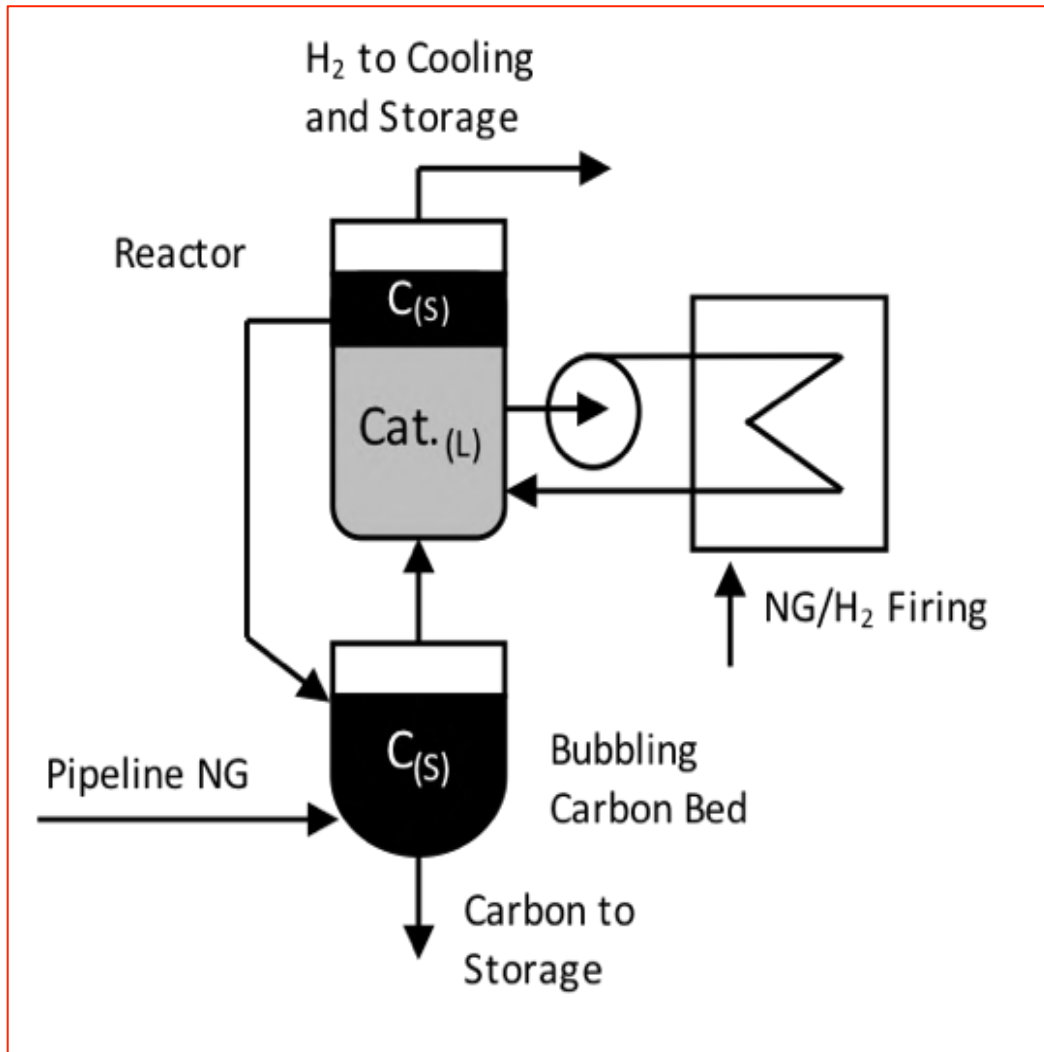 H₂ to Cooling
and Storage
Reactor
C(S)
Cat. (L)
NG/H₂ Firing
C(S)
Bubbling
Carbon Bed
Pipeline NG
Carbon to
Storage